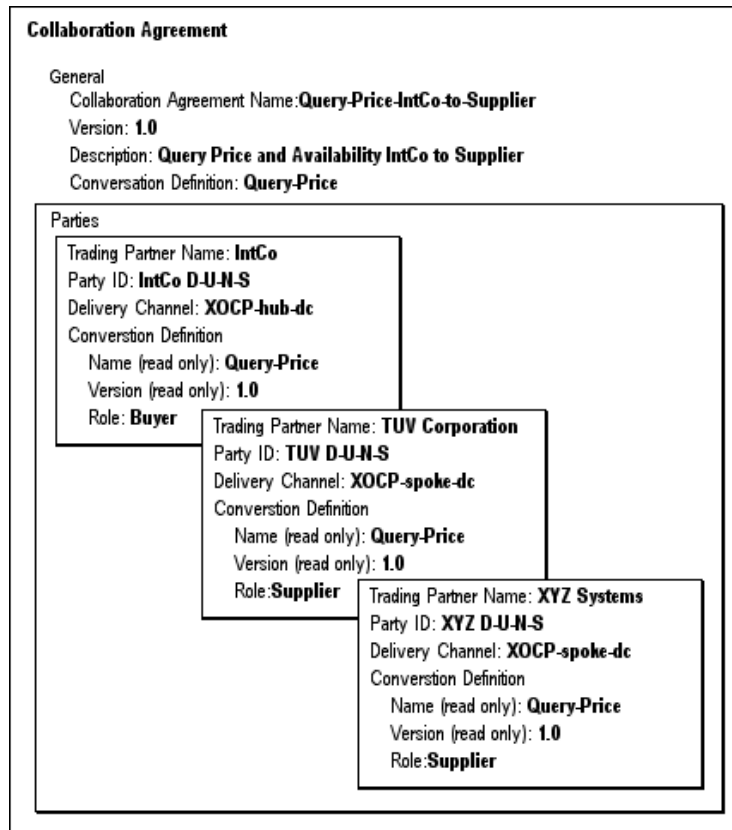 Collaboration Agreement
General
Collaboration Agreement Name:Query-Price-IntCo-to-Supplier
Version: 1.0
Description: Query Price and Availability IntCo to Supplier
Conversation Definition: Query-Price
Parties
Trading Partner Name: IntCo
Party ID: IntCo D-U-N-S
Delivery Channel: XOCP-hub-dc
Converstion Definition
Name (read only): Query-Price
Version (read only): 1.0
Role: Buyer
Trading Partner Name: TUV Corporation
Party ID: TUV D-U-N-S
Delivery Channel: XOCP-spoke-dc
Converstion Definition
Name (read only): Query-Price
Version (read only): 1.0
Role:Supplier
Trading Partner Name: XYZ Systems
Party ID: XYZ D-U-N-S
Delivery Channel: XOCP-spoke-dc
Converstion Definition
Name (read only): Query-Price
Version (read only): 1.0
Role:Supplier